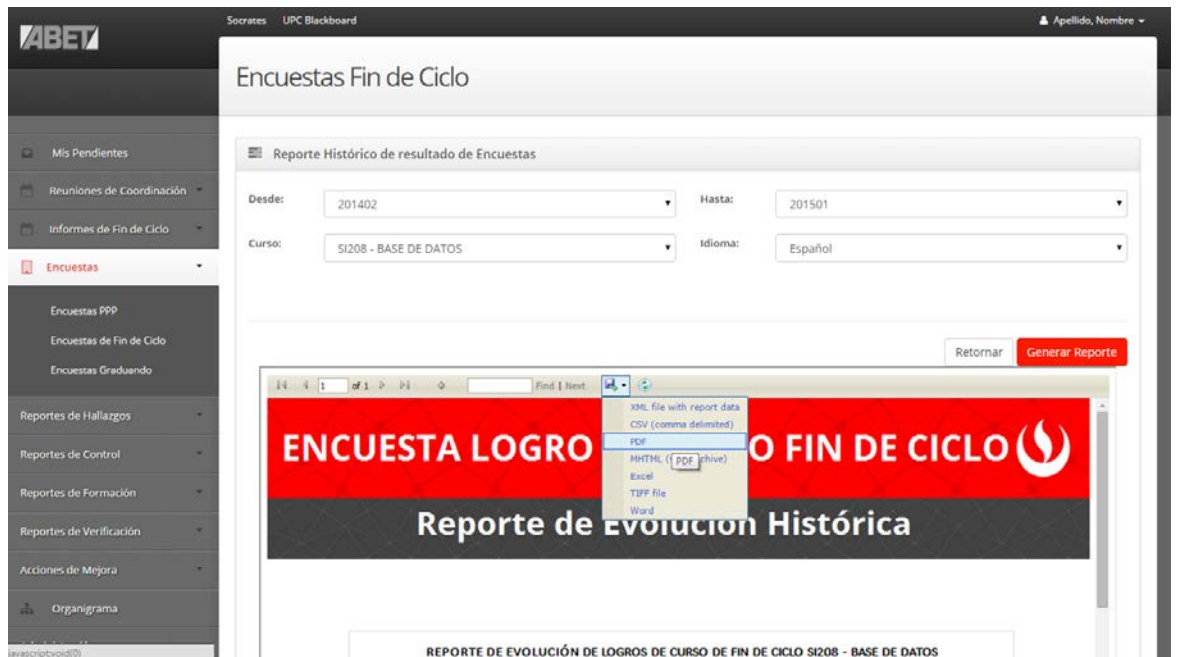 Socrates UPC Blackboard Apellido, Nombre
ABET
Encuestas Fin de Ciclo
Mis Pendientes
Reuniones de Coordinación
Informes de Fin de Ciclo
Encuestas
Encuestas PPP
Encuestas de Fin de Ciclo
Encuestas Graduando
Reportes de Hallazgos
Reportes de Control
Reportes de Formación
Reportes de Verificación
Acciones de Mejora
Organigrama
javascript:void(0)
Reporte Histórico de resultado de Encuestas
Desde: 201402 Hasta: 201501
Curso: SI208 - BASE DE DATOS Idioma: Español
Retornar Generar Reporte
1 of 1 Find | Next
XML file with report data
CSV (comma delimited)
PDF
MHTML ( PDF chive)
Excel
TIFF file
Word
ENCUESTA LOGRO O FIN DE CICLO
Reporte de Evolución Histórica
REPORTE DE EVOLUCIÓN DE LOGROS DE CURSO DE FIN DE CICLO SI208 - BASE DE DATOS